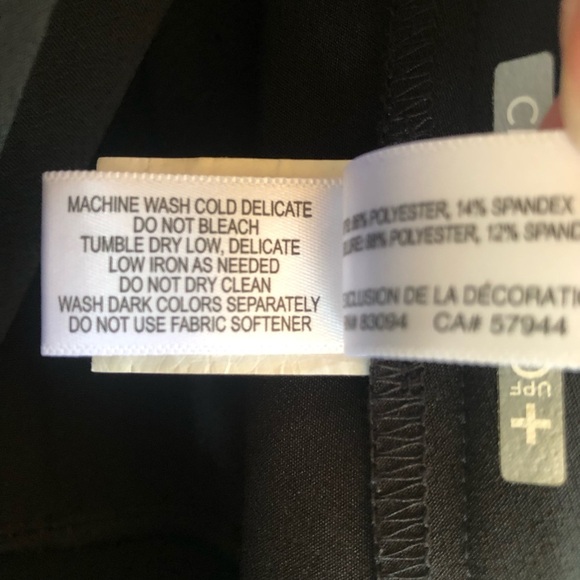 MACHINE WASH COLD DELICATE
DO NOT BLEACH
TUMBLE DRY LOW, DELICATE
LOW IRON AS NEEDED
DO NOT DRY CLEAN
WASH DARK COLORS SEPARATELY
DO NOT USE FABRIC SOFTENER
POLYESTER, 14% SPANDEX
88% POLYESTER, 12% SPAND
XCLUSION DE LA DÉCORATI
83094 CA# 57944
UPF
+